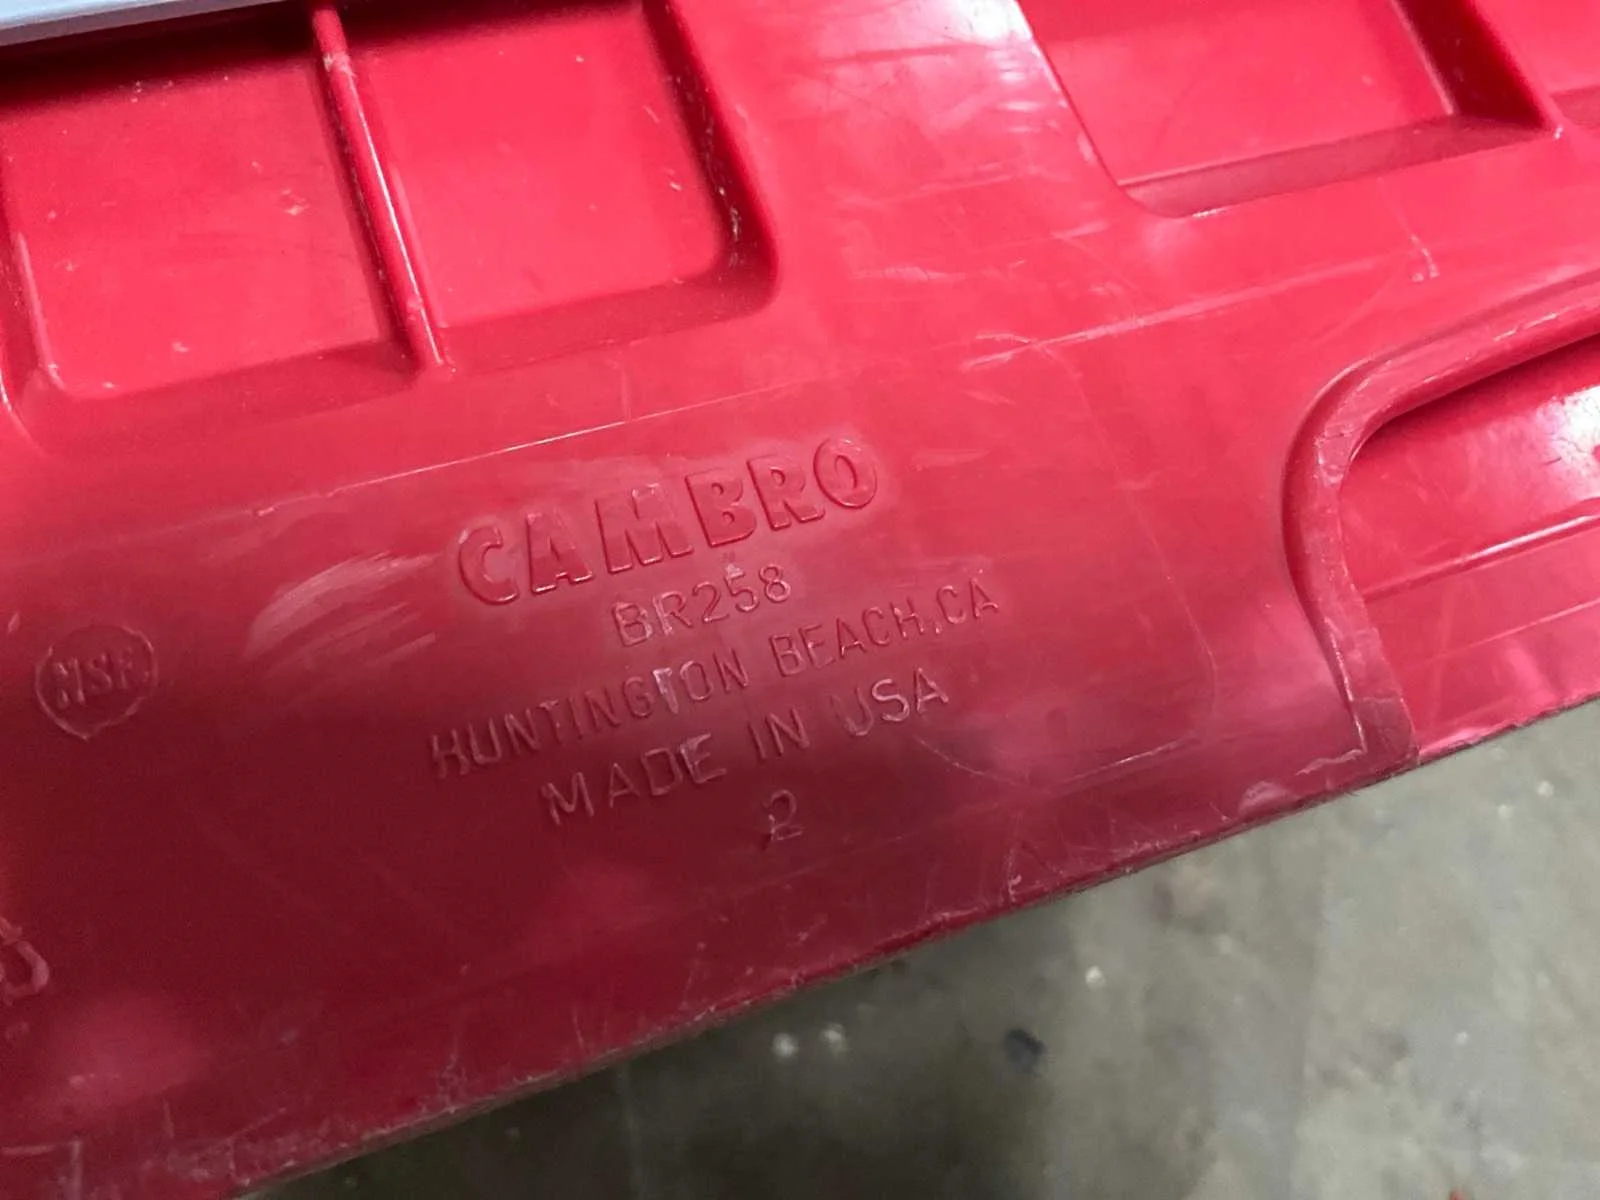 CAMBRO
BR258
HUNTINGTON BEACH, CA
MADE IN USA
2
NSF